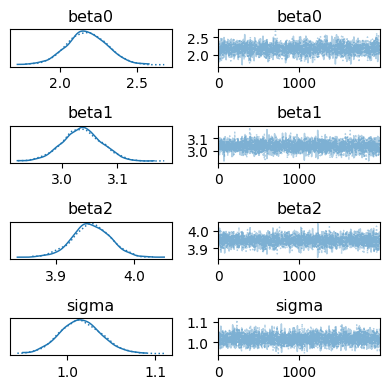 beta0 beta0
2.5
2.0
2.0 2.5 0 1000
beta1 beta1
3.1
3.0
3.0 3.1 0 1000
beta2 beta2
4.0
3.9
3.9 4.0 0 1000
sigma sigma
1.1
1.0
1.0 1.1 0 1000